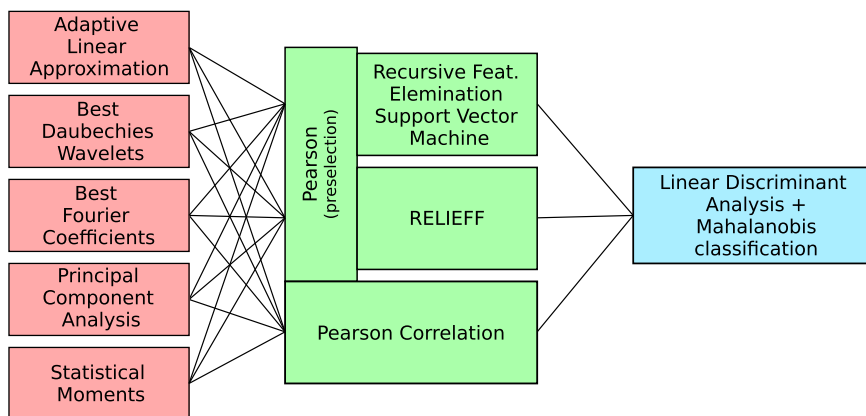 Adaptive
Linear
Approximation
Best
Daubechies
Wavelets
Best
Fourier
Coefficients
Principal
Component
Analysis
Statistical
Moments
Pearson
(preselection)
Recursive Feat.
Elemination
Support Vector
Machine
RELIEFF
Pearson Correlation
Linear Discriminant
Analysis +
Mahalanobis
classification